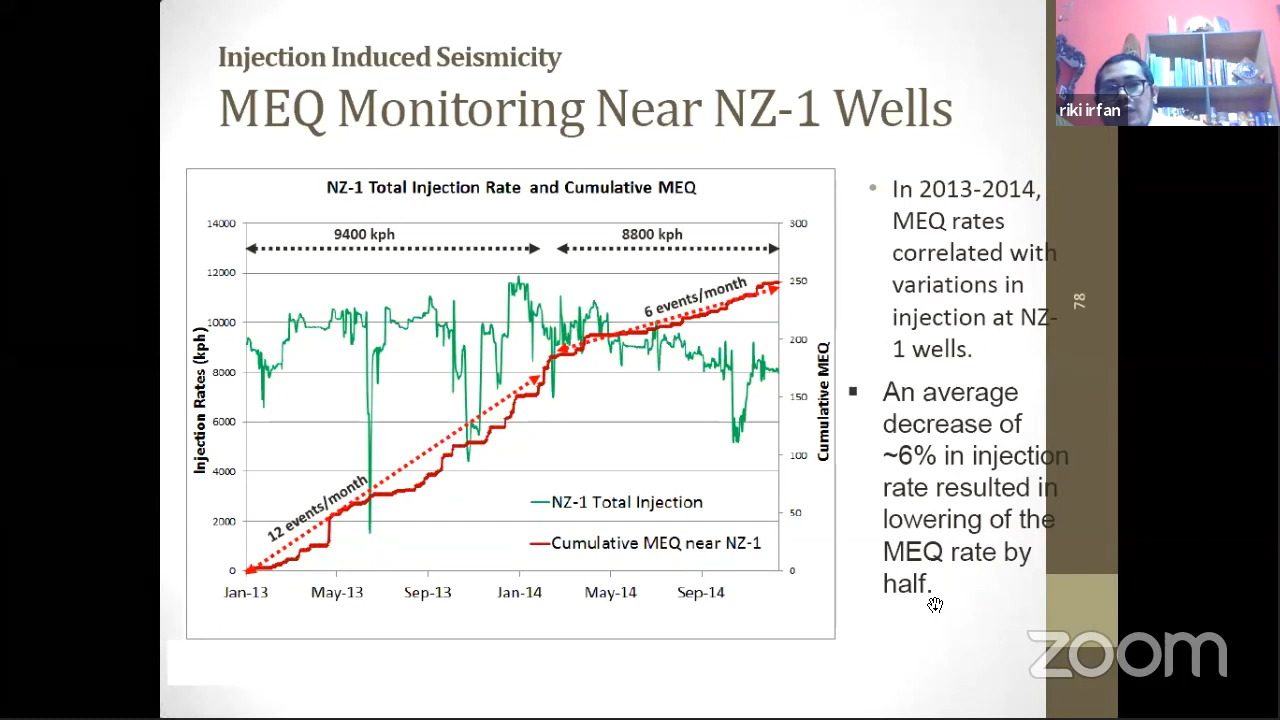 Injection Induced Seismicity
MEQ Monitoring Near NZ-1 Wells
riki irfan
NZ-1 Total Injection Rate and Cumulative MEQ
14000
12000
10000
8000
6000
4000
2000
0
Injection Rates (kph)
9400 kph
8800 kph
12 events/month
6 events/month
NZ-1 Total Injection
Cumulative MEQ near NZ-1
300
250
200
150
100
50
0
Cumulative MEQ
Jan-13
May-13
Sep-13
Jan-14
May-14
Sep-14
• In 2013-2014,
MEQ rates
correlated with
variations in
injection at NZ-
1 wells.
▪ An average
decrease of
~6% in injection
rate resulted in
lowering of the
MEQ rate by
half.
78
zoom